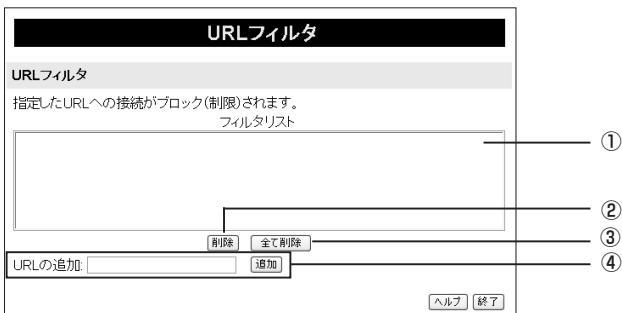 URLフィルタ
URLフィルタ
指定したURLへの接続がブロック(制限)されます。
フィルタリスト
①
②
削除 全て削除
③
URLの追加: 追加
④
ヘルプ 終了